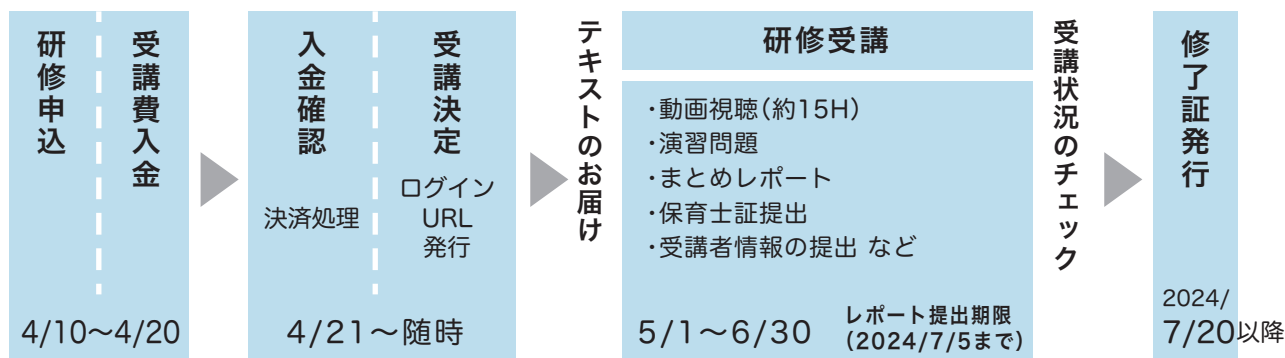 研修申込
受講費入金
4/10〜4/20
入金確認
決済処理
受講決定
ログイン
URL
発行
4/21〜随時
テキストのお届け
研修受講
・動画視聴(約15H)
・演習問題
・まとめレポート
・保育士証提出
・受講者情報の提出 など
5/1〜6/30
レポート提出期限
(2024/7/5まで)
受講状況のチェック
修了証発行
2024/
7/20以降